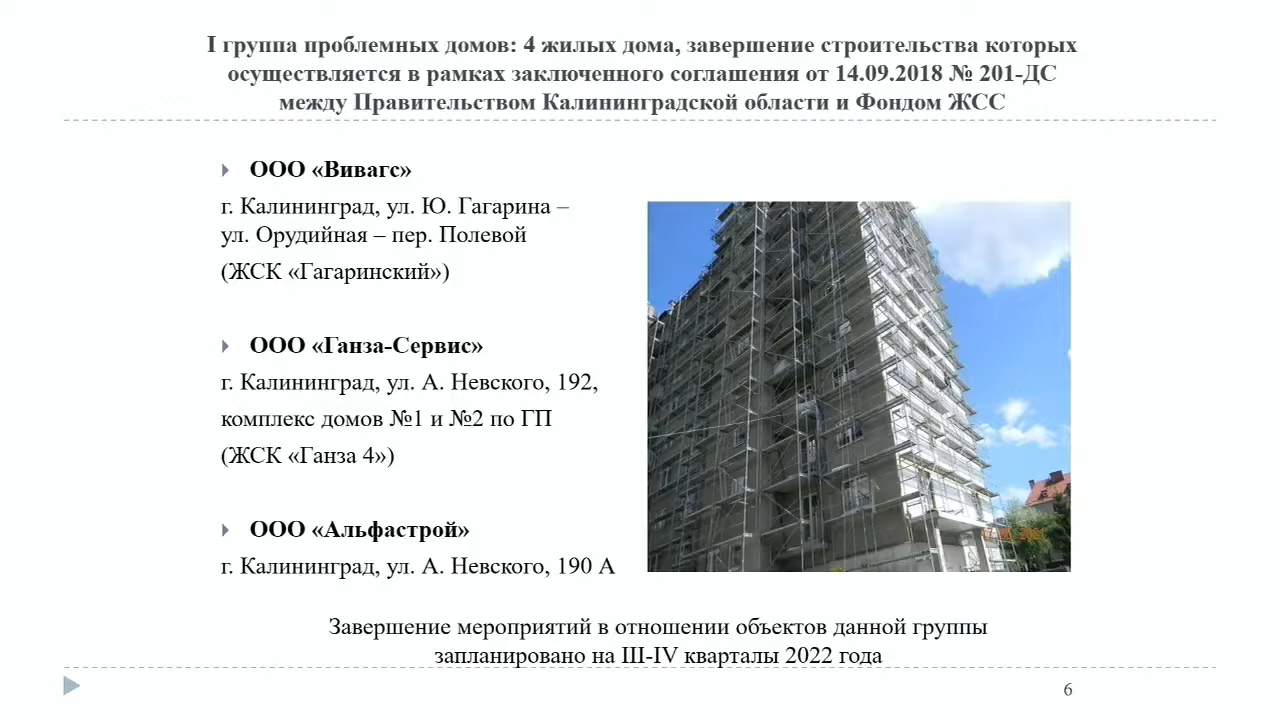 I группа проблемных домов: 4 жилых дома, завершение строительства которых
осуществляется в рамках заключенного соглашения от 14.09.2018 № 201-ДС
между Правительством Калининградской области и Фондом ЖСС
ООО «Вивагс»
г. Калининград, ул. Ю. Гагарина –
ул. Орудийная – пер. Полевой
(ЖСК «Гагаринский»)
ООО «Ганза-Сервис»
г. Калининград, ул. А. Невского, 192,
комплекс домов №1 и №2 по ГП
(ЖСК «Ганза 4»)
ООО «Альфастрой»
г. Калининград, ул. А. Невского, 190 А
Завершение мероприятий в отношении объектов данной группы
запланировано на III-IV кварталы 2022 года
6